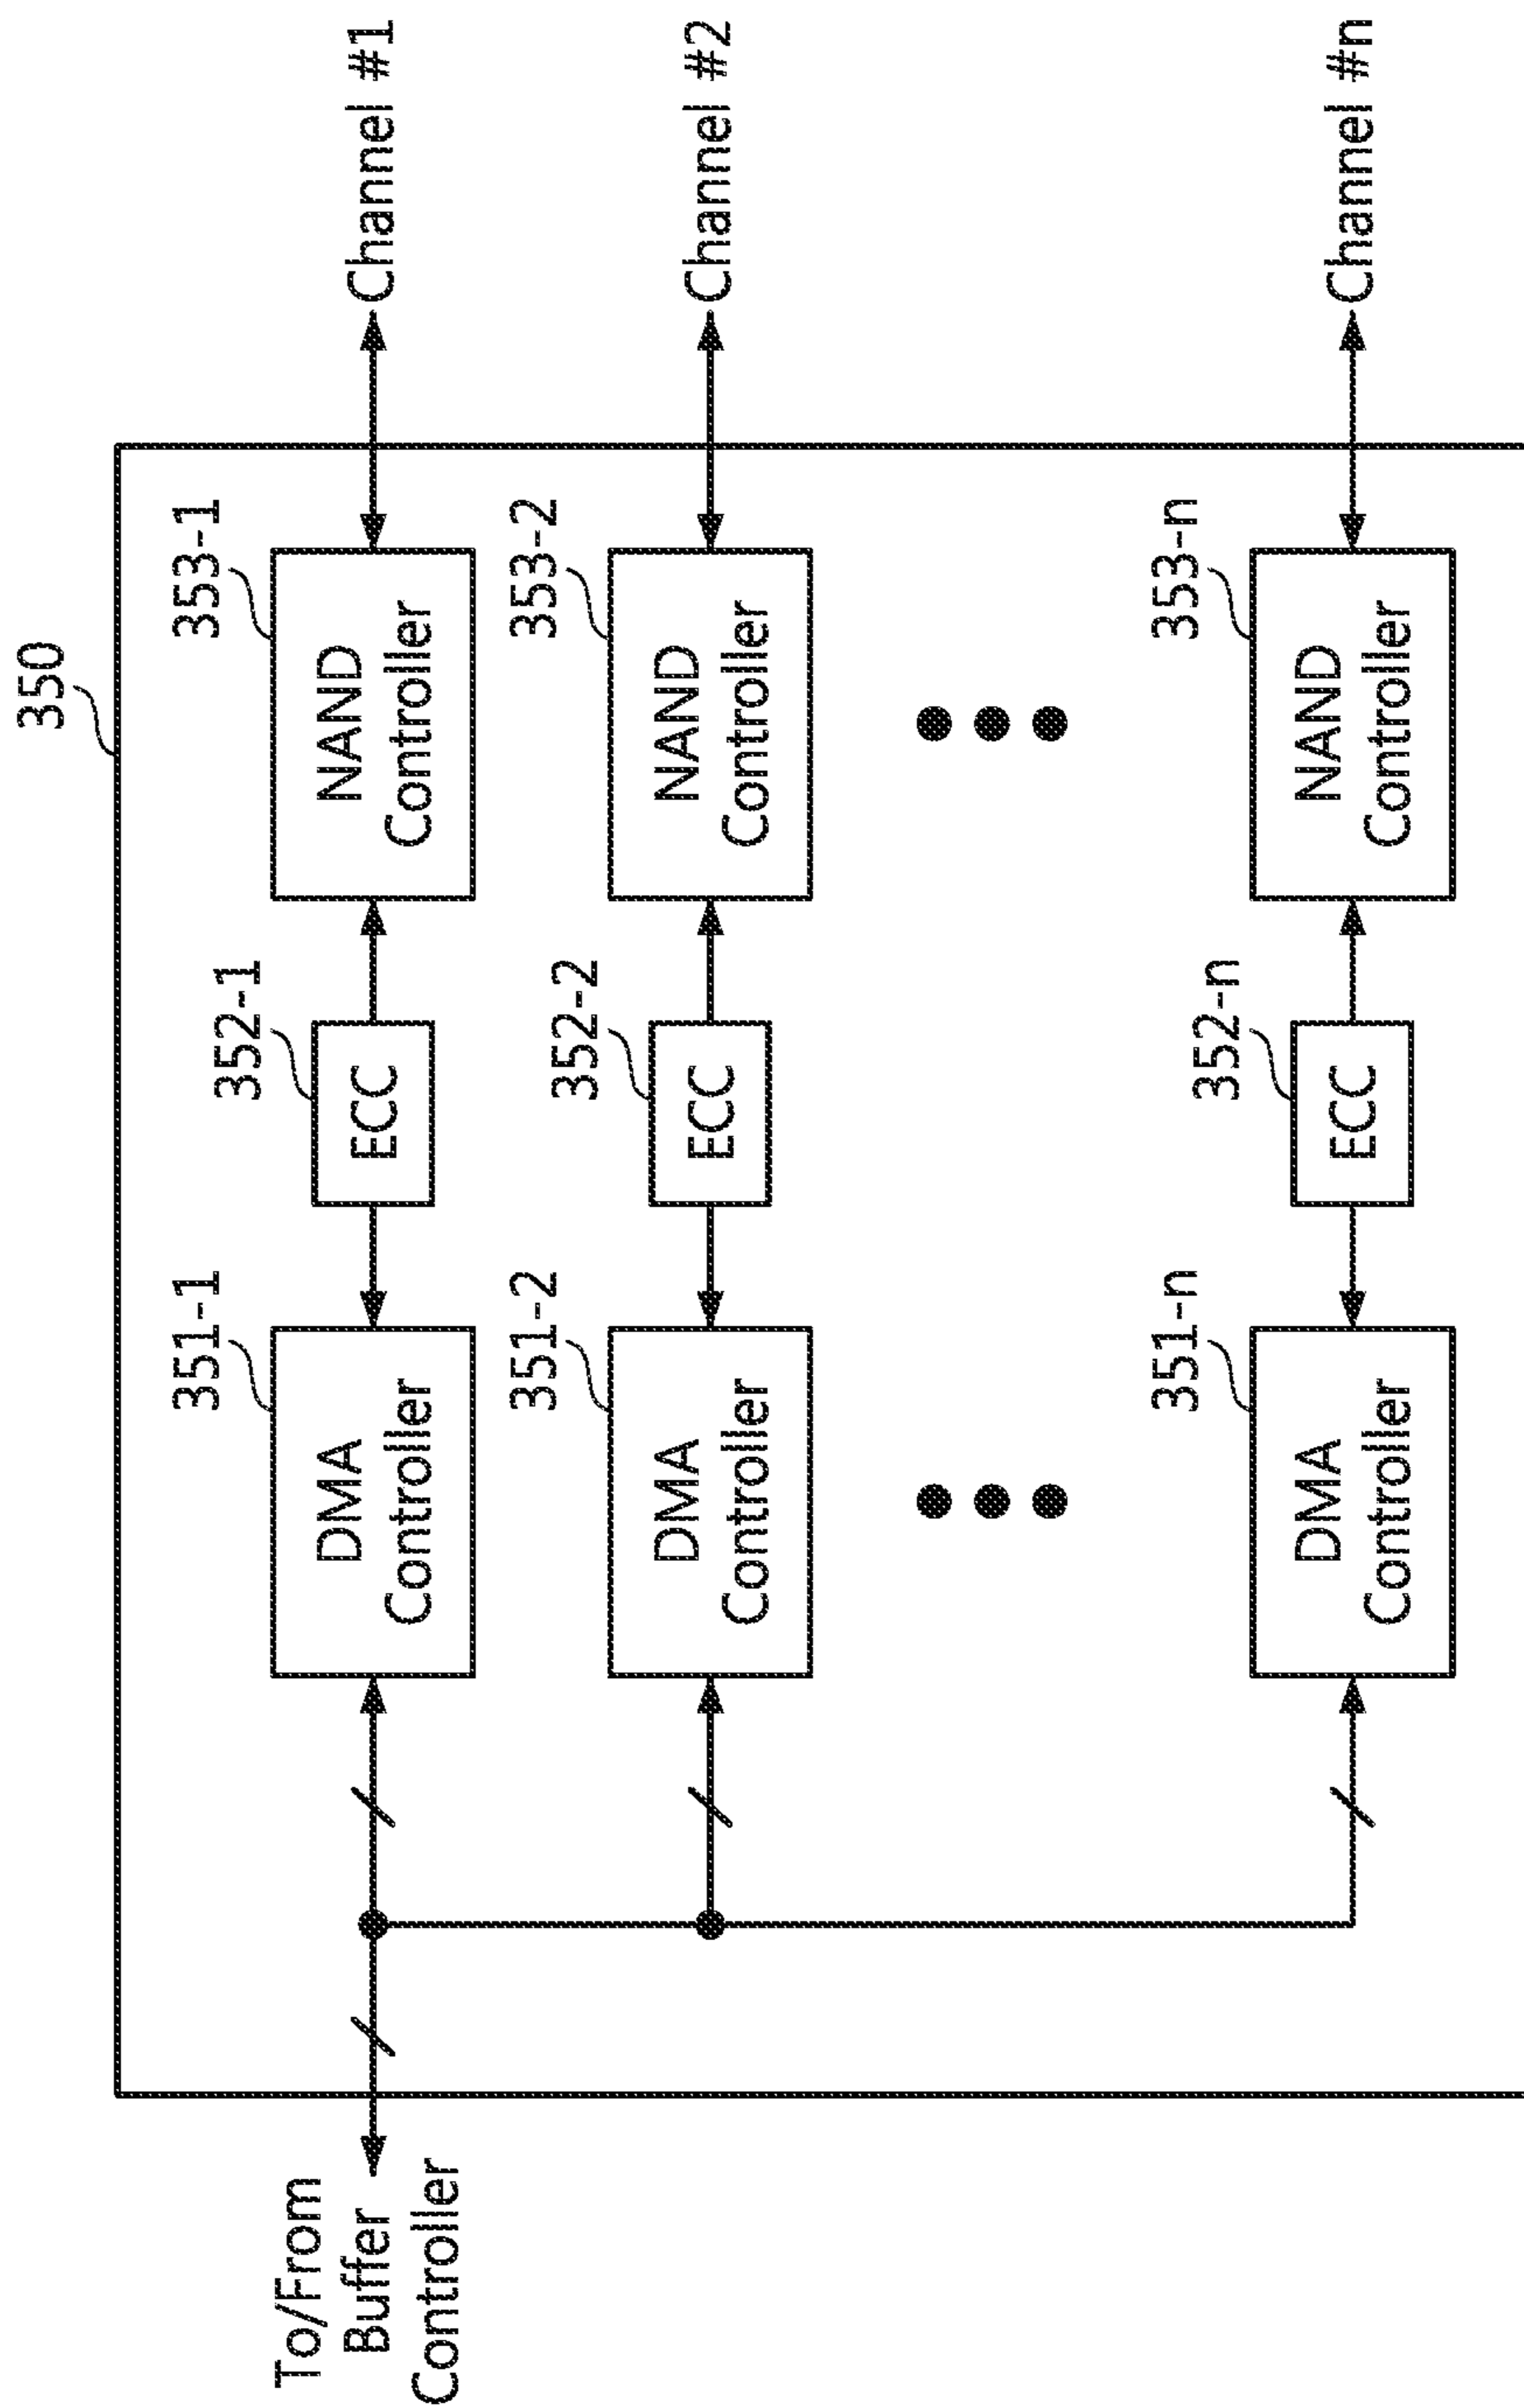 350
351-1
352-1
353-1
To/From
Buffer
Controller
DMA
Controller
ECC
NAND
Controller
Channel #1
351-2
352-2
353-2
DMA
Controller
ECC
NAND
Controller
Channel #2
351-n
352-n
353-n
DMA
Controller
ECC
NAND
Controller
Channel #n